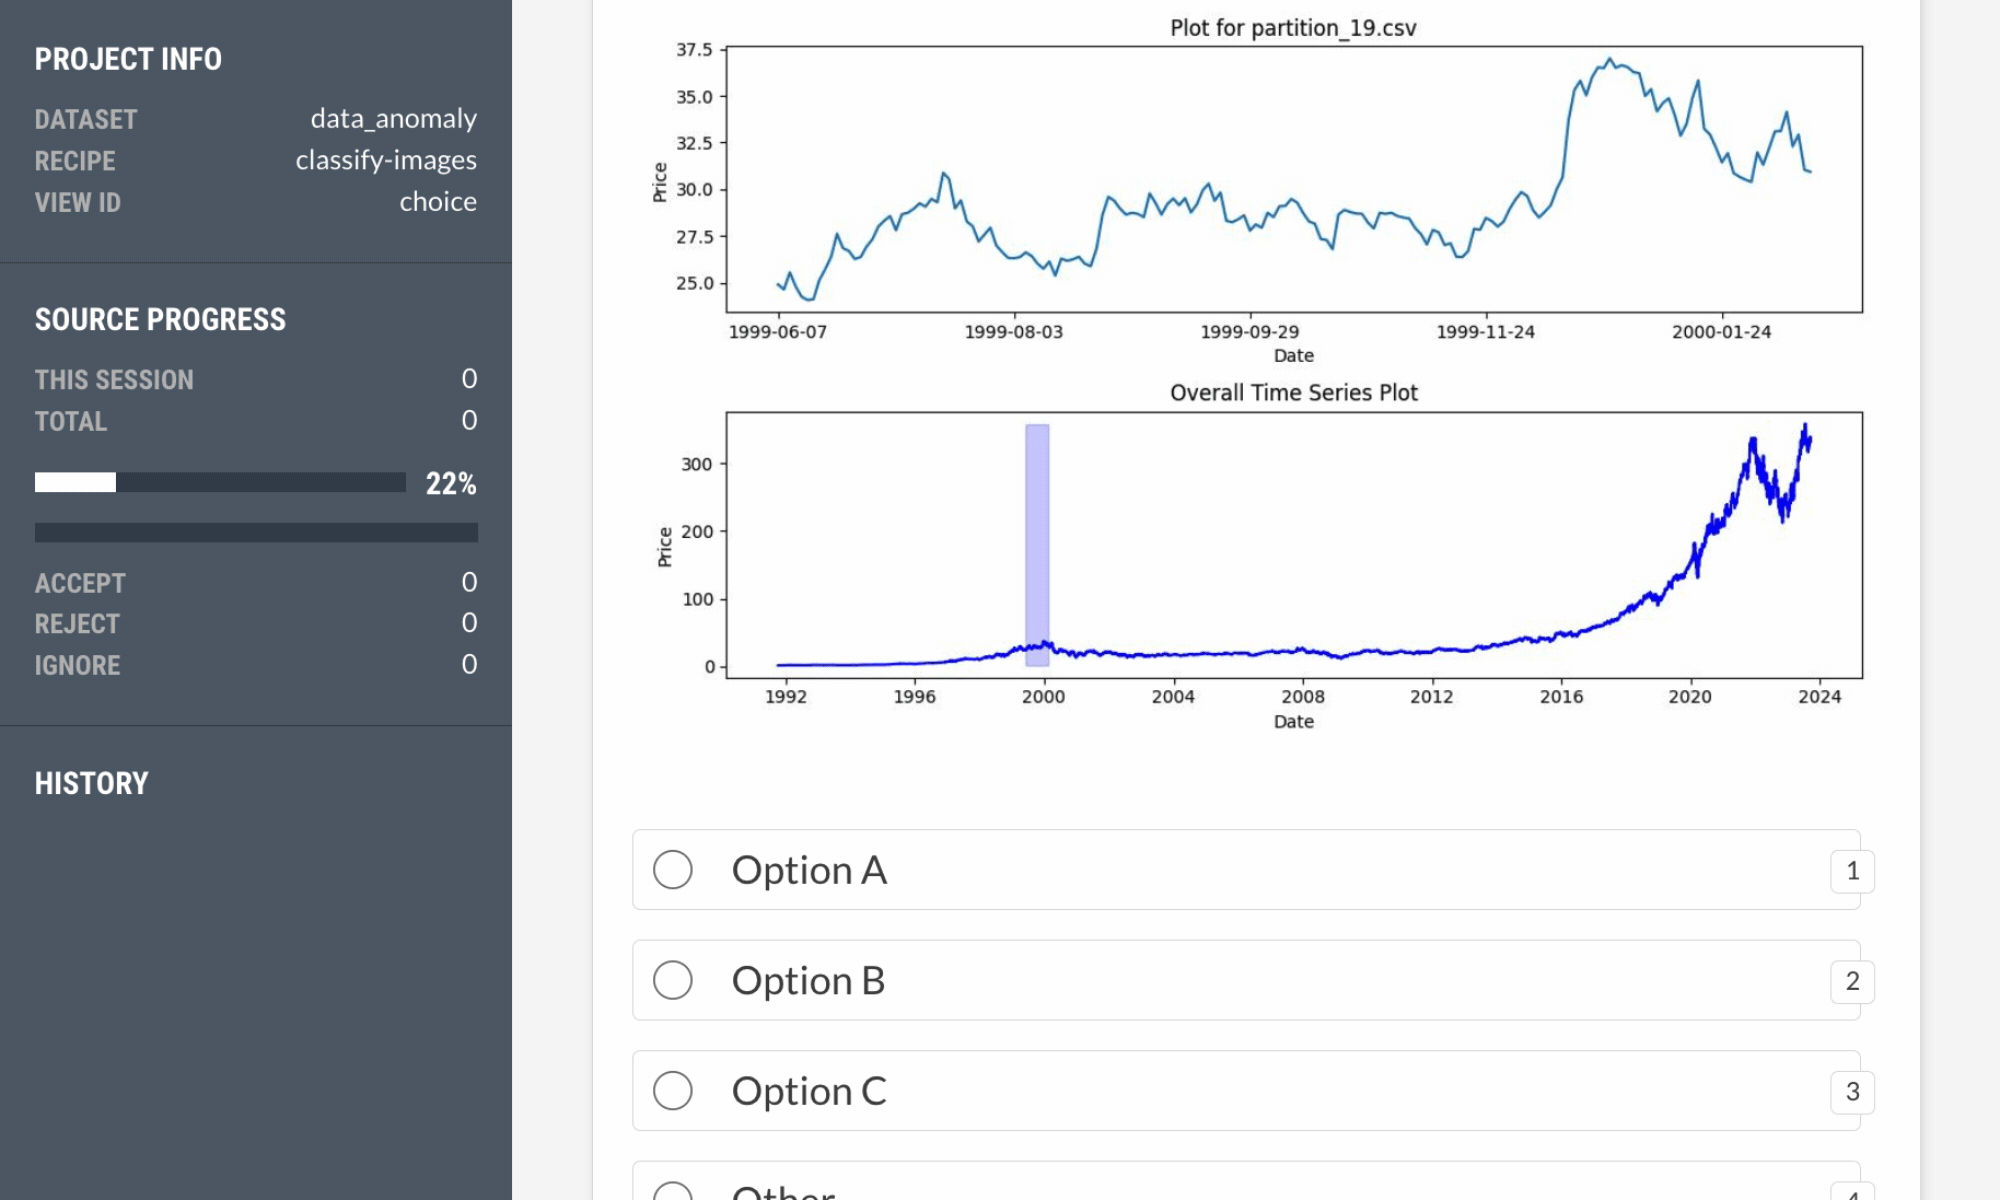 PROJECT INFO
DATASET data_anomaly
RECIPE classify-images
VIEW ID choice
SOURCE PROGRESS
THIS SESSION 0
TOTAL 0
22%
ACCEPT 0
REJECT 0
IGNORE 0
HISTORY
Plot for partition_19.csv
37.5
35.0
32.5
30.0
27.5
25.0
Price
1999-06-07 1999-08-03 1999-09-29 1999-11-24 2000-01-24
Date
Overall Time Series Plot
300
200
100
0
Price
1992 1996 2000 2004 2008 2012 2016 2020 2024
Date
Option A 1
Option B 2
Option C 3
Other 4